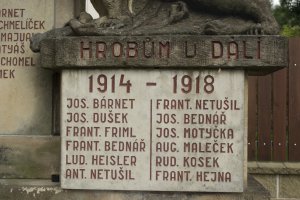 BÁRNET
HROBŮM V DÁLI
1914 - 1918
JOS. BÁRNET
JOS. DUŠEK
FRANT. FRIML
FRANT. BEDNÁŘ
LUD. HEISLER
ANT. NETUŠIL
FRANT. NETUŠIL
JOS. BEDNÁŘ
JOS. MOTYČKA
AUG. MALEČEK
RUD. KOSEK
FRANT. HEJNA